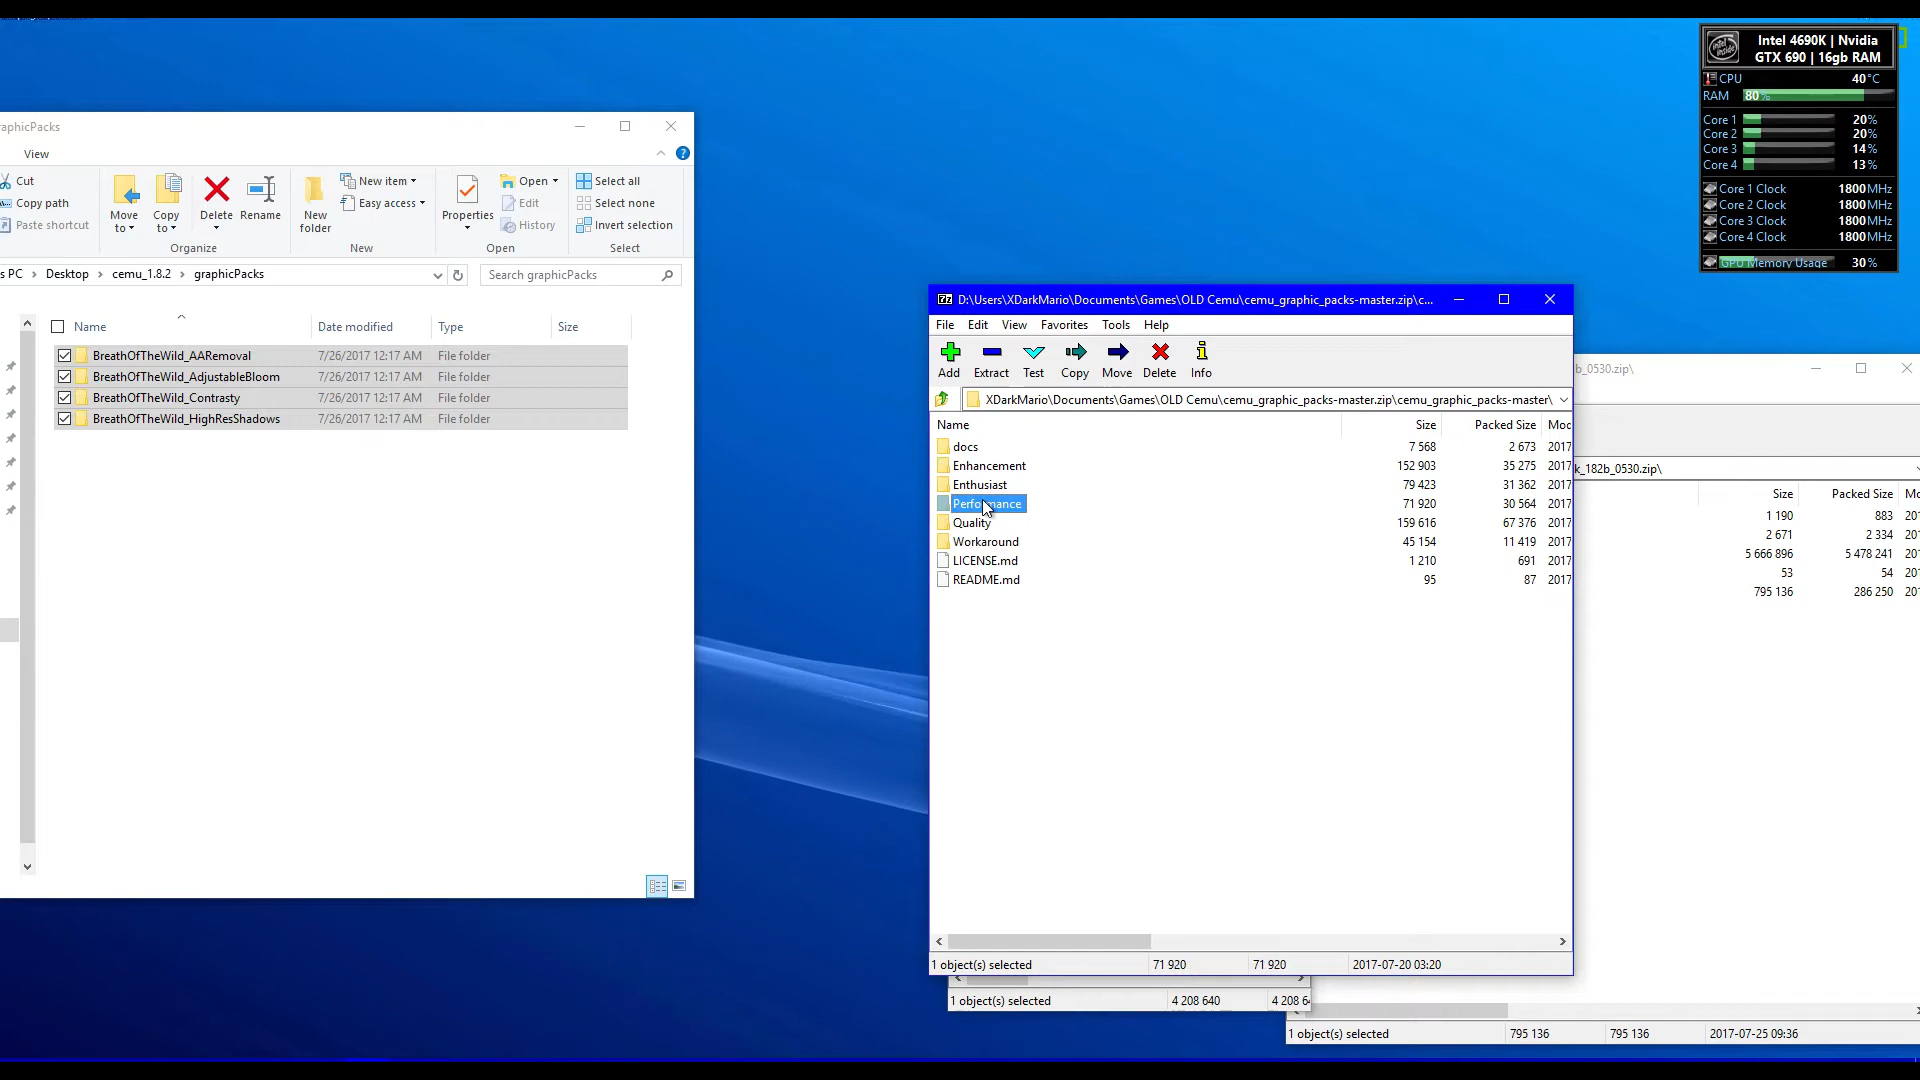 Intel 4690K | Nvidia
GTX 690 | 16gb RAM
CPU 40°C
RAM 80%
Core 1 20%
Core 2 20%
Core 3 14%
Core 4 13%
Core 1 Clock 1800MHz
Core 2 Clock 1800MHz
Core 3 Clock 1800MHz
Core 4 Clock 1800MHz
GPU Memory Usage 30%
raphicPacks
View
Cut
Copy path
Paste shortcut
Move to
Copy to
Delete
Rename
Organize
New folder
New item
Easy access
New
Properties
Open
Edit
History
Open
Select all
Select none
Invert selection
Select
s PC > Desktop > cemu_1.8.2 > graphicPacks
Search graphicPacks
Name Date modified Type Size
BreathOfTheWild_AARemoval 7/26/2017 12:17 AM File folder
BreathOfTheWild_AdjustableBloom 7/26/2017 12:17 AM File folder
BreathOfTheWild_Contrasty 7/26/2017 12:17 AM File folder
BreathOfTheWild_HighResShadows 7/26/2017 12:17 AM File folder
D:\Users\XDarkMario\Documents\Games\OLD Cemu\cemu_graphic_packs-master.zip\c...
File Edit View Favorites Tools Help
Add Extract Test Copy Move Delete Info
XDarkMario\Documents\Games\OLD Cemu\cemu_graphic_packs-master.zip\cemu_graphic_packs-master\
Name Size Packed Size Moc
docs 7 568 2 673 2017
Enhancement 152 903 35 275 2017
Enthusiast 79 423 31 362 2017
Performance 71 920 30 564 2017
Quality 159 616 67 376 2017
Workaround 45 154 11 419 2017
LICENSE.md 1 210 691 2017
README.md 95 87 2017
1 object(s) selected 71 920 71 920 2017-07-20 03:20
1 object(s) selected 4 208 640 4 208 64
b_0530.zip\
k_182b_0530.zip\
Size Packed Size Mo
1 190 883 201
2 671 2 334 201
5 666 896 5 478 241 201
53 54 201
795 136 286 250 201
1 object(s) selected 795 136 795 136 2017-07-25 09:36